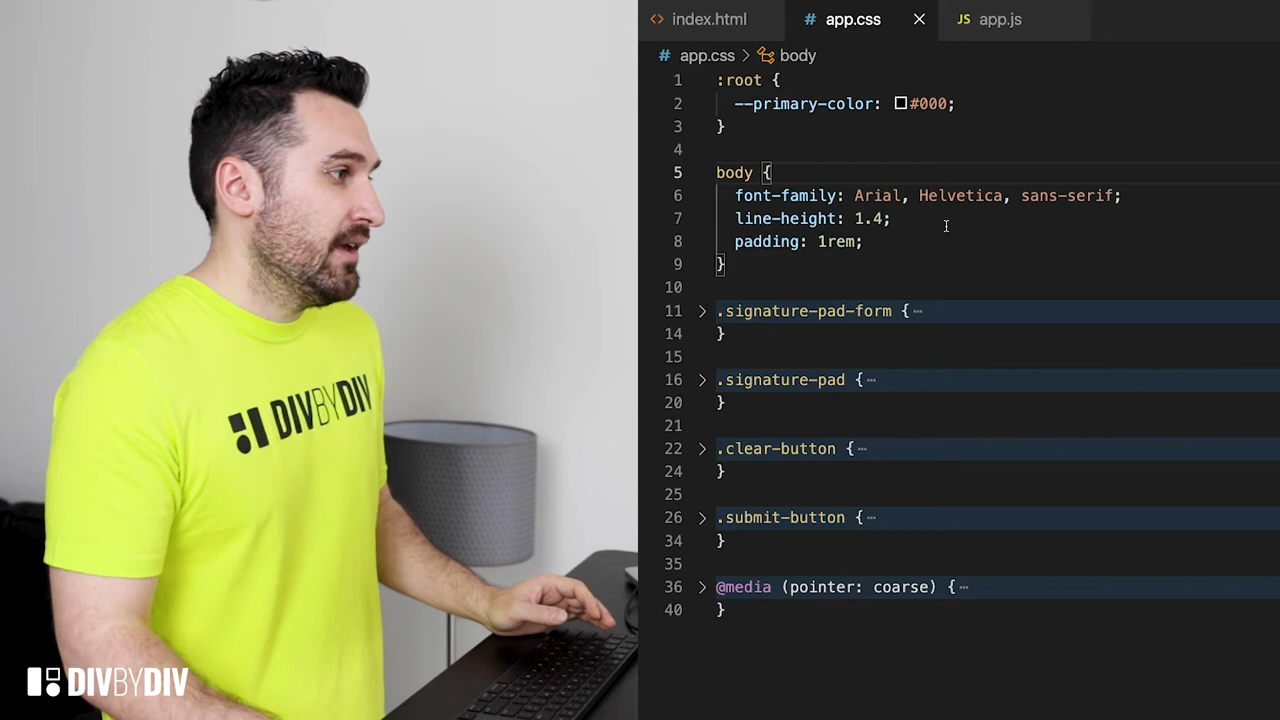 index.html
# app.css
JS app.js
# app.css > body
1 :root {
2 --primary-color: #000;
3 }
4
5 body {
6 font-family: Arial, Helvetica, sans-serif;
7 line-height: 1.4;
8 padding: 1rem;
9 }
10
11 .signature-pad-form {
14 }
15
16 .signature-pad {
20 }
21
22 .clear-button {
24 }
25
26 .submit-button {
34 }
35
36 @media (pointer: coarse) {
40 }
DIVBYDIV
DIVBYDIV